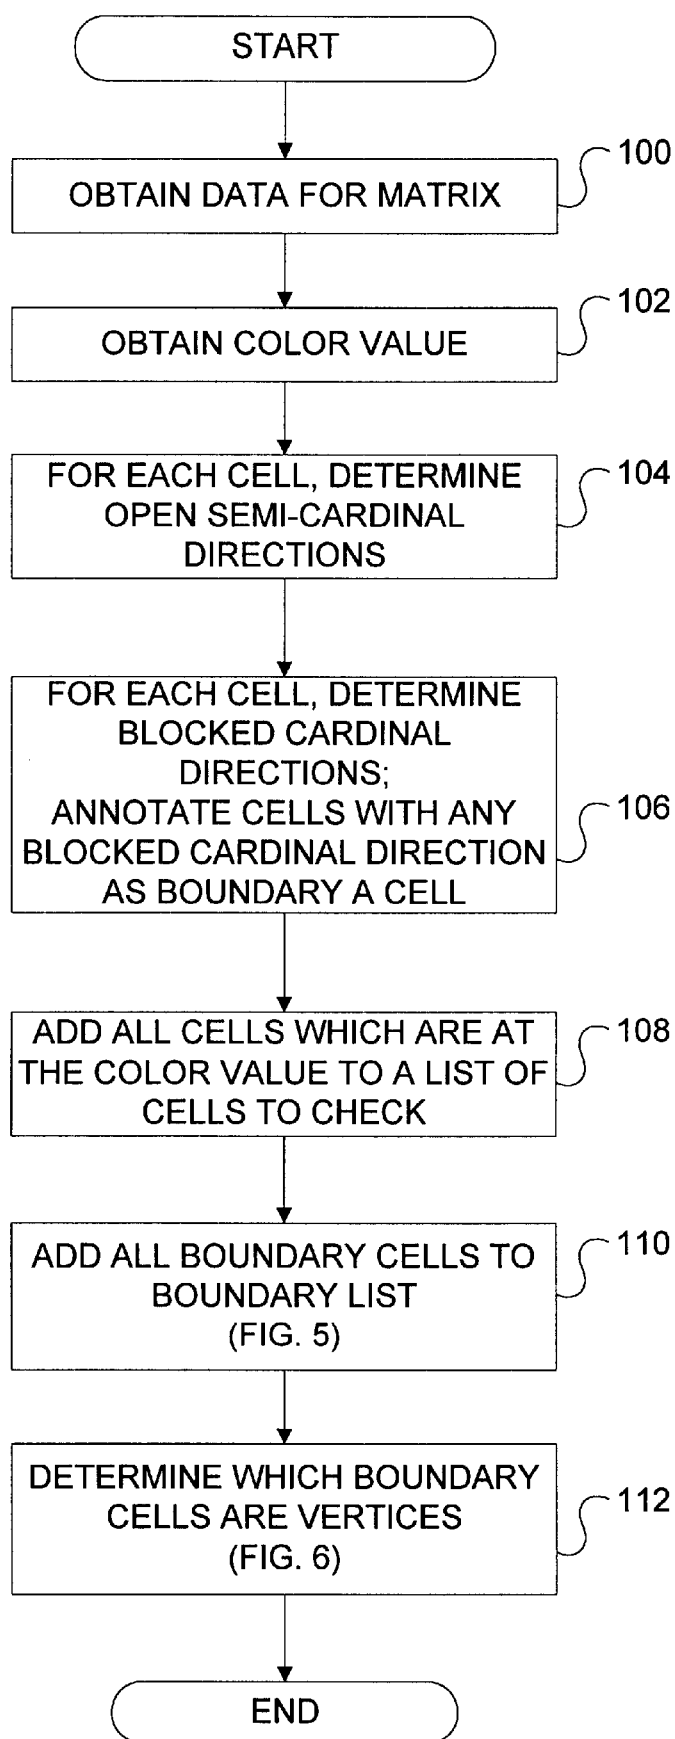 START
OBTAIN DATA FOR MATRIX
100
OBTAIN COLOR VALUE
102
FOR EACH CELL, DETERMINE
OPEN SEMI-CARDINAL
DIRECTIONS
104
FOR EACH CELL, DETERMINE
BLOCKED CARDINAL
DIRECTIONS;
ANNOTATE CELLS WITH ANY
BLOCKED CARDINAL DIRECTION
AS BOUNDARY A CELL
106
ADD ALL CELLS WHICH ARE AT
THE COLOR VALUE TO A LIST OF
CELLS TO CHECK
108
ADD ALL BOUNDARY CELLS TO
BOUNDARY LIST
(FIG. 5)
110
DETERMINE WHICH BOUNDARY
CELLS ARE VERTICES
(FIG. 6)
112
END